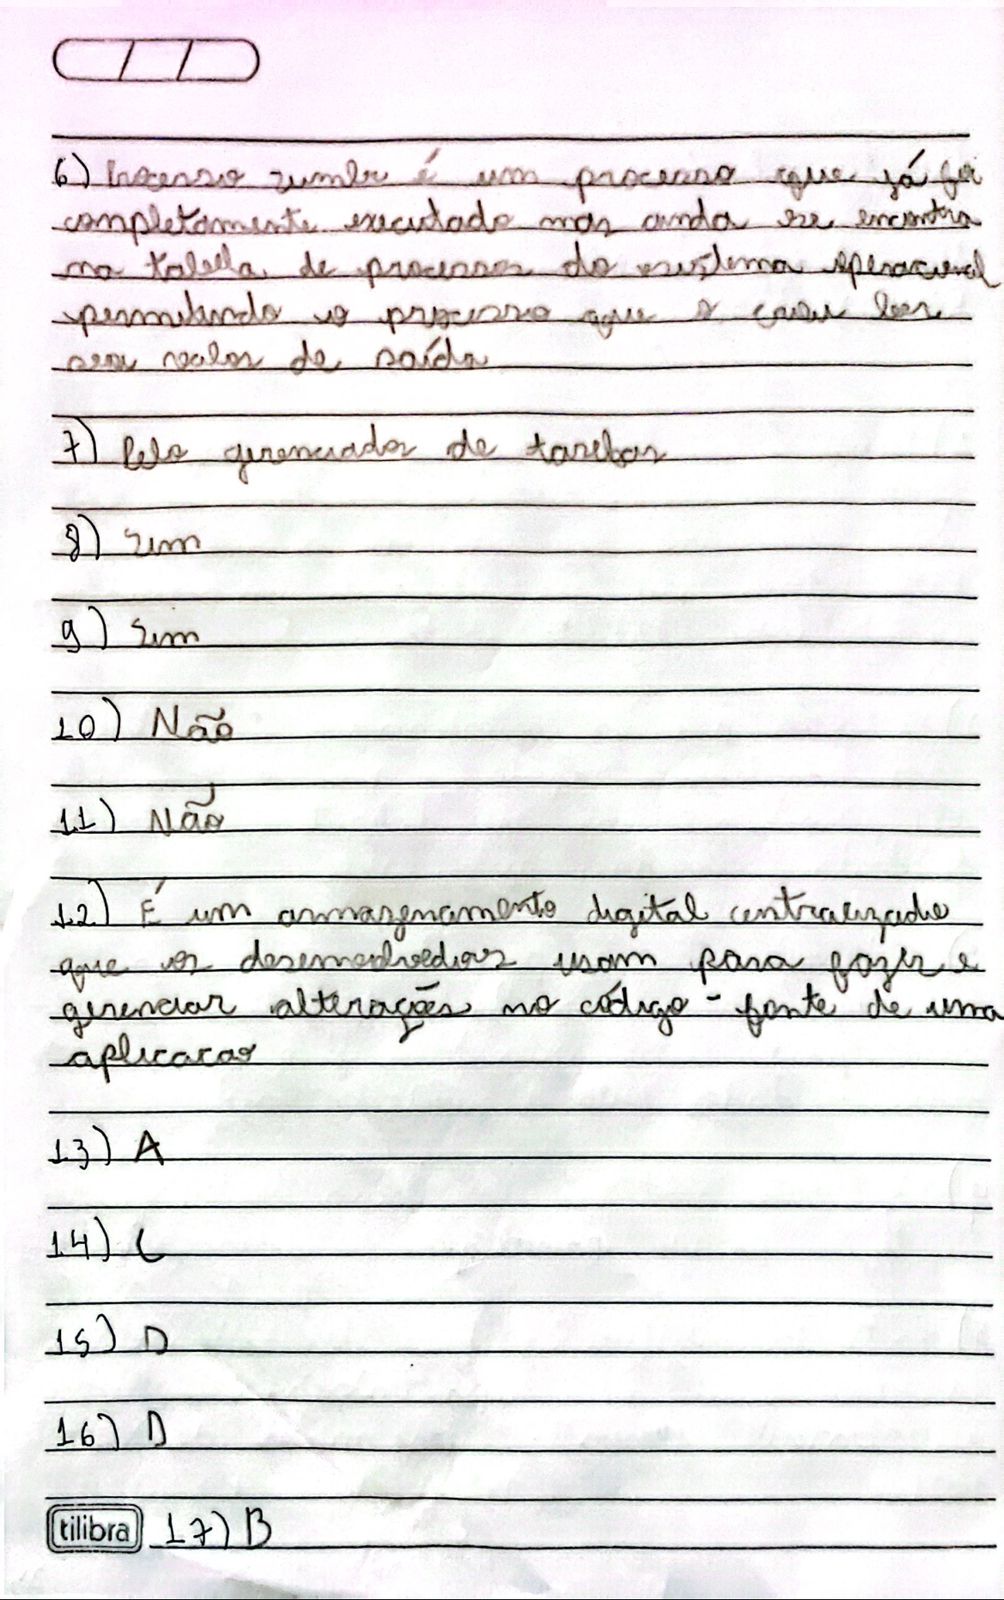 6) Processo zumbi é um processo que já foi
completamente executado mas ainda se encontra
na tabela de processos do sistema operacional
permitindo o processo que o criou ler
seu valor de saída
7) Pelo gerenciador de tarefas
8) Sim
9) Sim
10) Não
11) Não
12) É um armazenamento digital centralizado
que os desenvolvedores usam para fazer e
gerenciar alterações no código-fonte de uma
aplicacao
13) A
14) C
15) D
16) D
tilibra 17) B